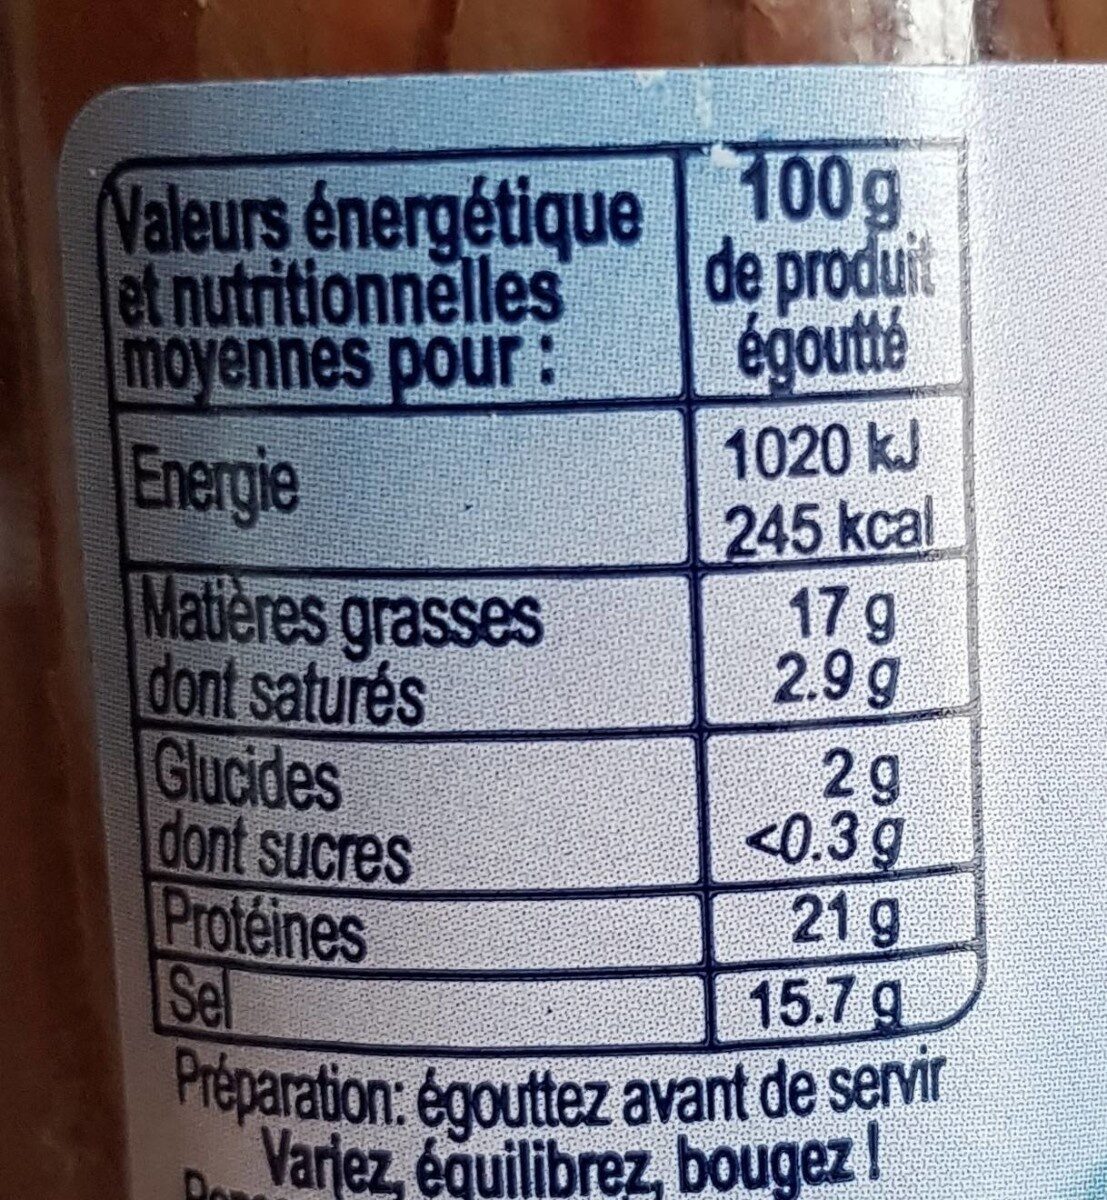 Valeurs énergétique 100 g
et nutritionnelles de produit
moyennes pour : égoutté
Energie 1020 kJ
245 kcal
Matières grasses 17 g
dont saturés 2.9 g
Glucides 2 g
dont sucres <0.3 g
Protéines 21 g
Sel 15.7 g
Préparation: égouttez avant de servir
Variez, équilibrez, bougez !